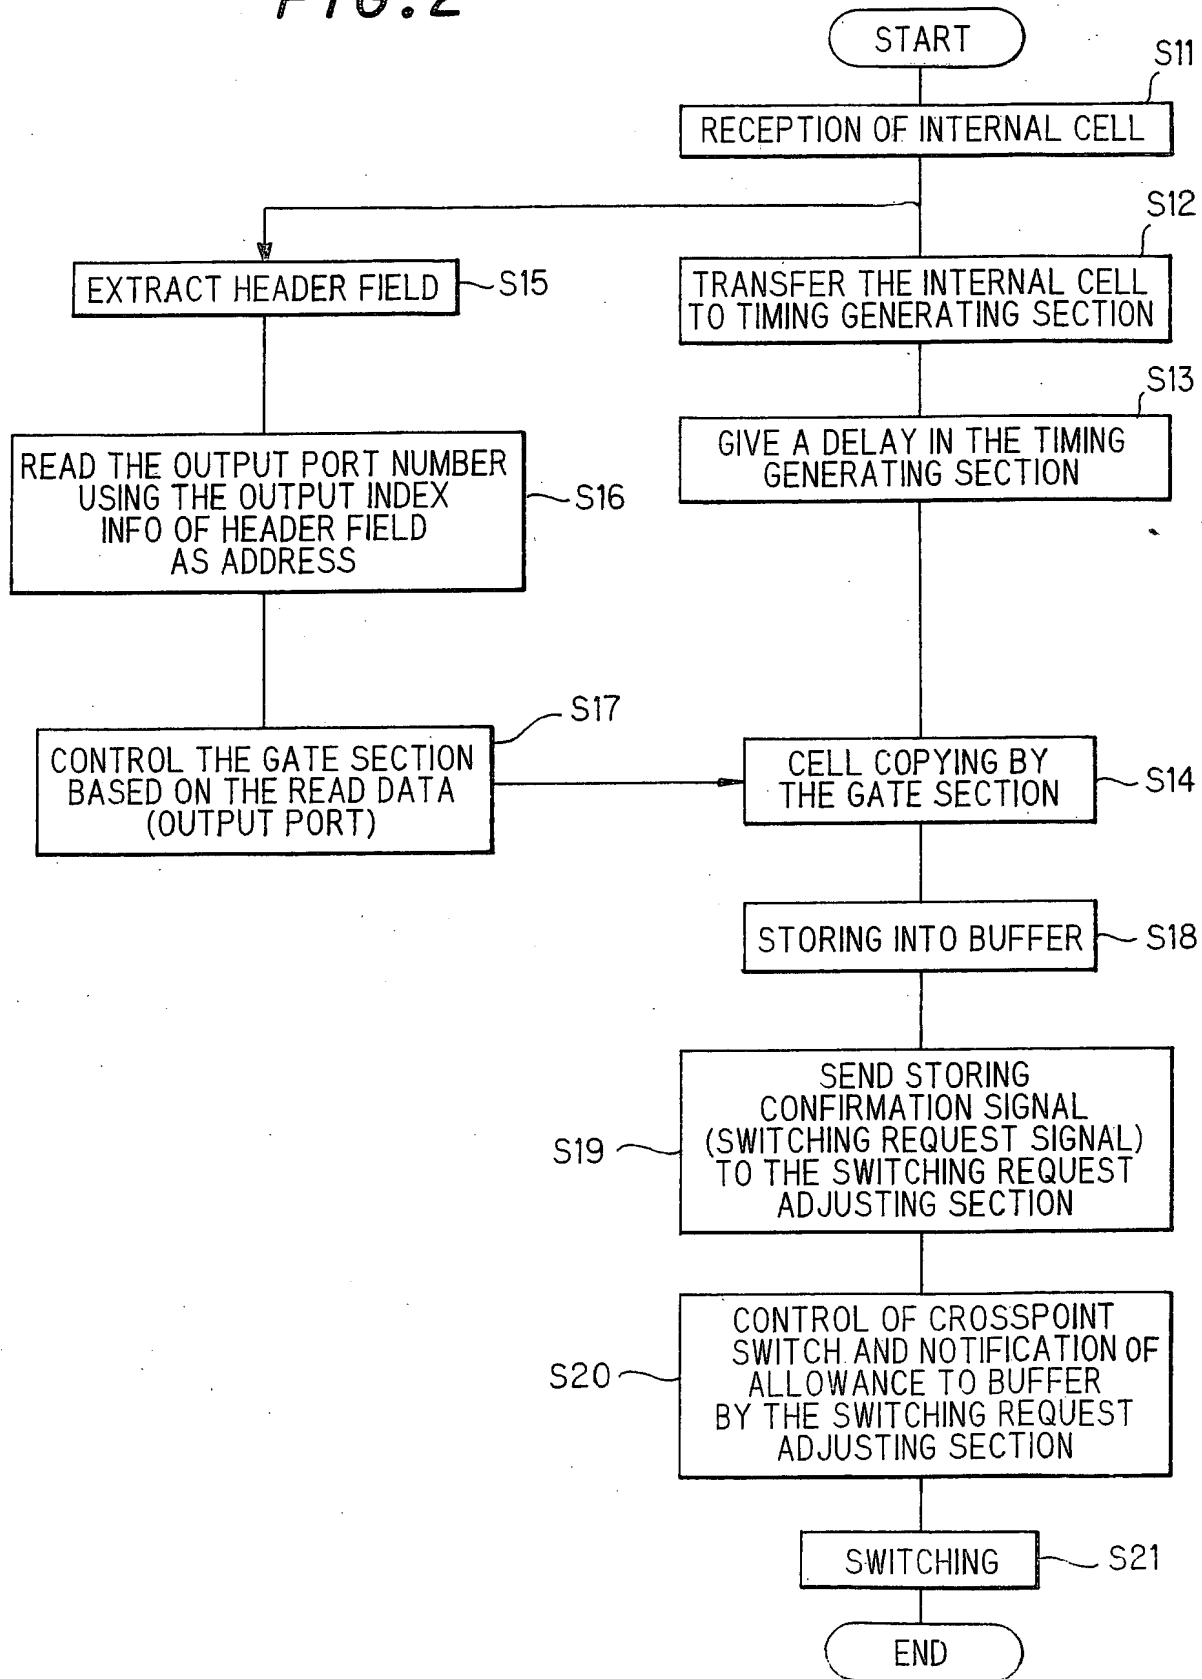 FIG.2
START
S11
RECEPTION OF INTERNAL CELL
S12
EXTRACT HEADER FIELD
S15
TRANSFER THE INTERNAL CELL
TO TIMING GENERATING SECTION
S13
GIVE A DELAY IN THE TIMING
GENERATING SECTION
READ THE OUTPUT PORT NUMBER
USING THE OUTPUT INDEX
INFO OF HEADER FIELD
AS ADDRESS
S16
S17
CONTROL THE GATE SECTION
BASED ON THE READ DATA
(OUTPUT PORT)
CELL COPYING BY
THE GATE SECTION
S14
STORING INTO BUFFER
S18
SEND STORING
CONFIRMATION SIGNAL
(SWITCHING REQUEST SIGNAL)
TO THE SWITCHING REQUEST
ADJUSTING SECTION
S19
CONTROL OF CROSSPOINT
SWITCH AND NOTIFICATION OF
ALLOWANCE TO BUFFER
BY THE SWITCHING REQUEST
ADJUSTING SECTION
S20
SWITCHING
S21
END